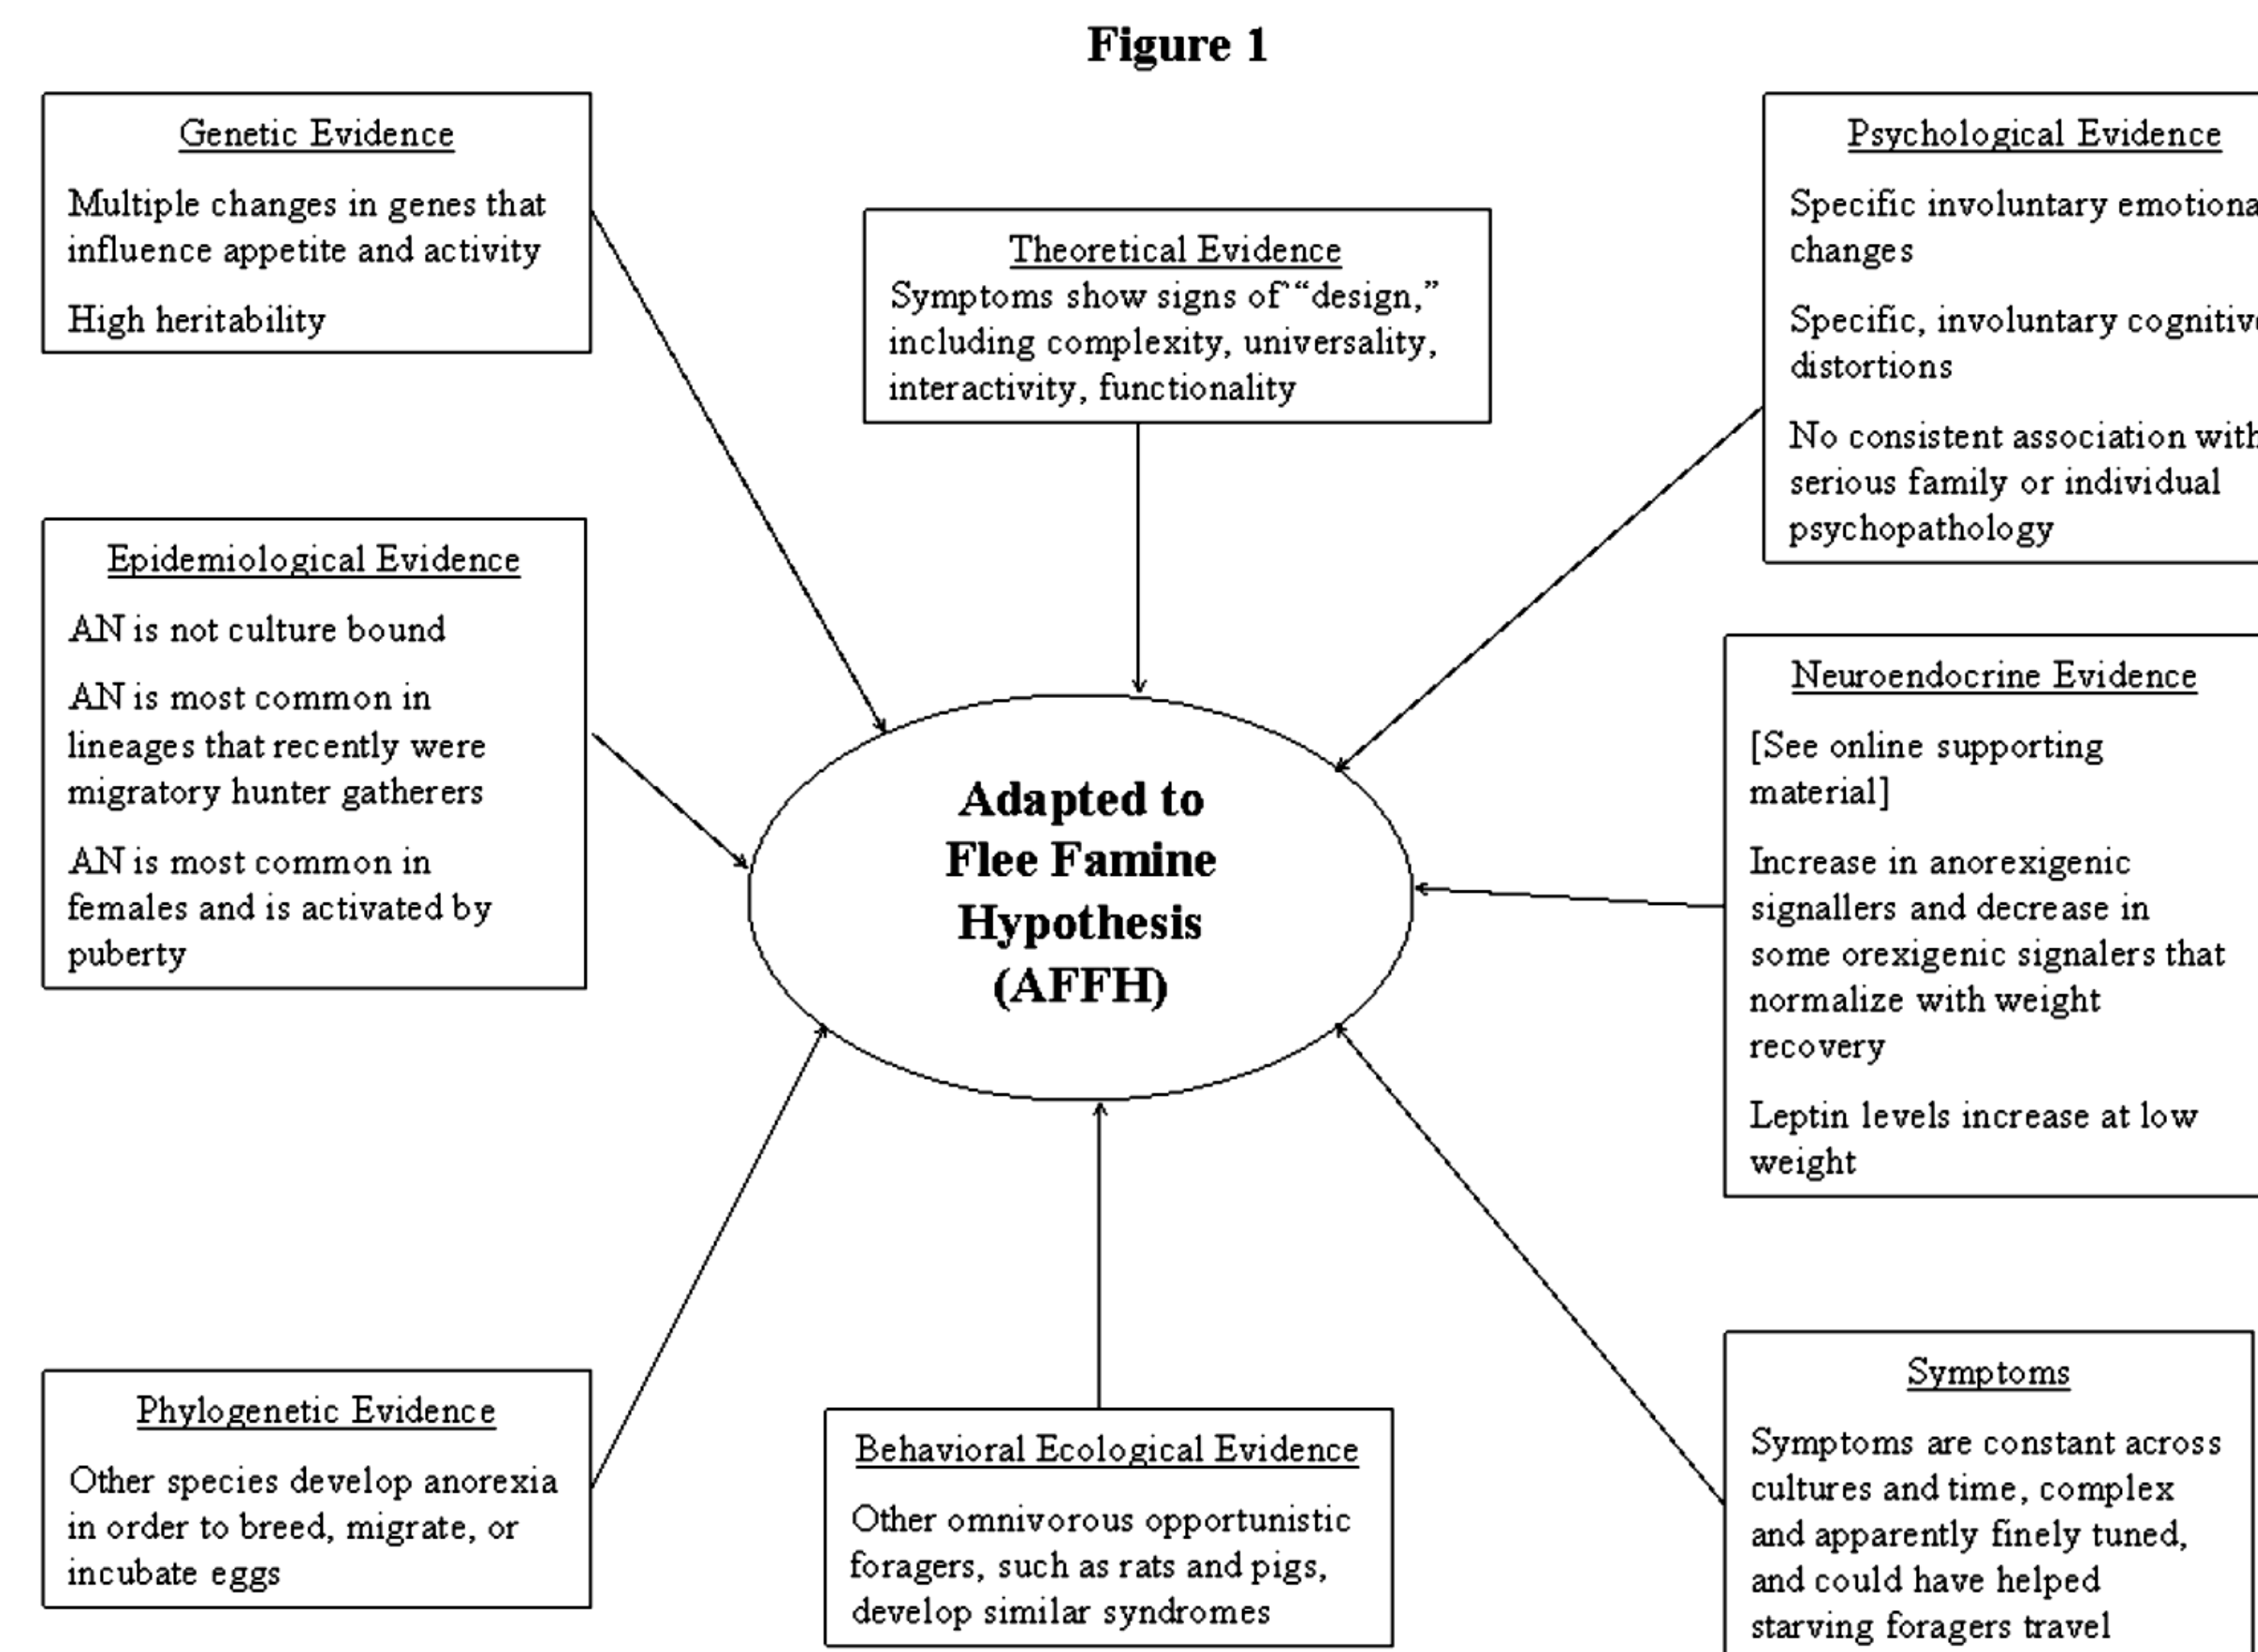 Figure 1
Genetic Evidence
Multiple changes in genes that
influence appetite and activity
High heritability
Theoretical Evidence
Symptoms show signs of “design,”
including complexity, universality,
interactivity, functionality
Psychological Evidence
Specific involuntary emotiona
changes
Specific, involuntary cognitive
distortions
No consistent association with
serious family or individual
psychopathology
Epidemiological Evidence
AN is not culture bound
AN is most common in
lineages that recently were
migratory hunter gatherers
AN is most common in
females and is activated by
puberty
Adapted to
Flee Famine
Hypothesis
(AFFH)
Neuroendocrine Evidence
[See online supporting
material]
Increase in anorexigenic
signallers and decrease in
some orexigenic signalers that
normalize with weight
recovery
Leptin levels increase at low
weight
Phylogenetic Evidence
Other species develop anorexia
in order to breed, migrate, or
incubate eggs
Behavioral Ecological Evidence
Other omnivorous opportunistic
foragers, such as rats and pigs,
develop similar syndromes
Symptoms
Symptoms are constant across
cultures and time, complex
and apparently finely tuned,
and could have helped
starving foragers travel